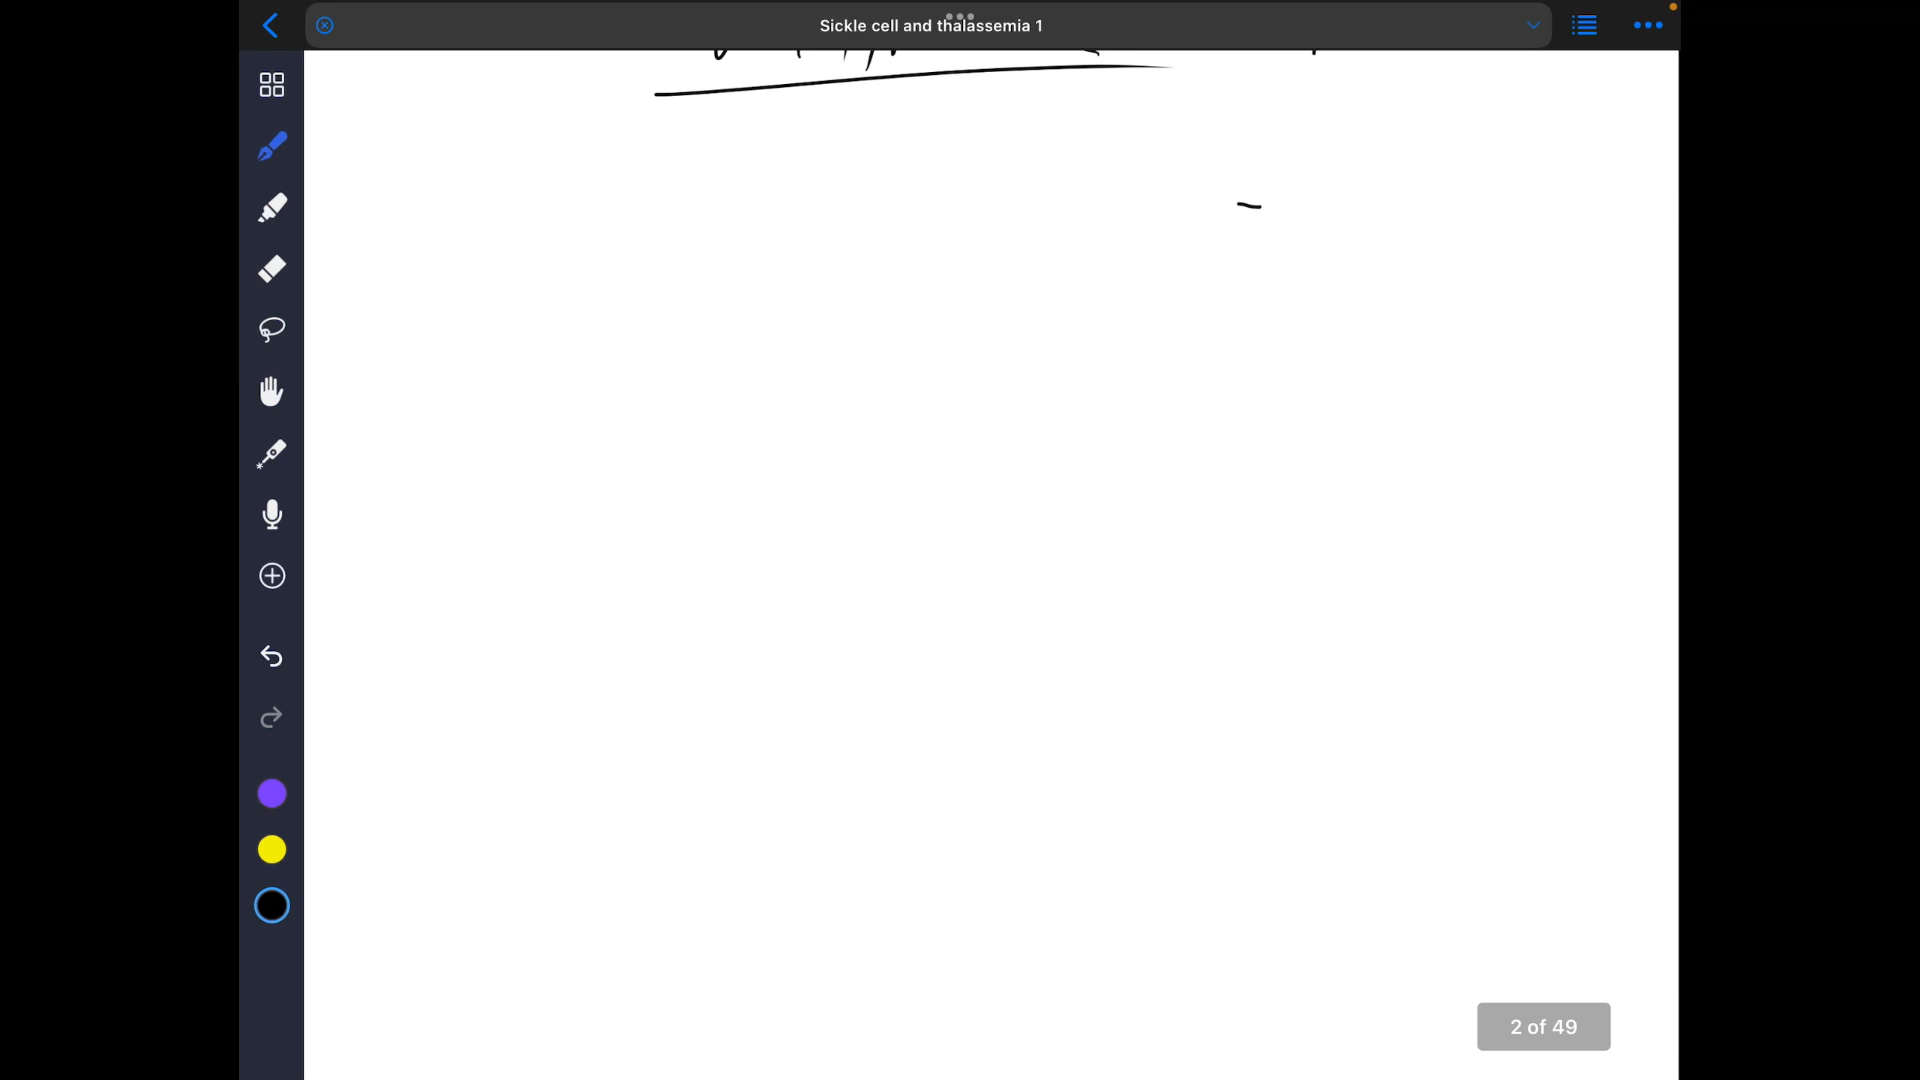 Sickle cell and thalassemia 1
2 of 49